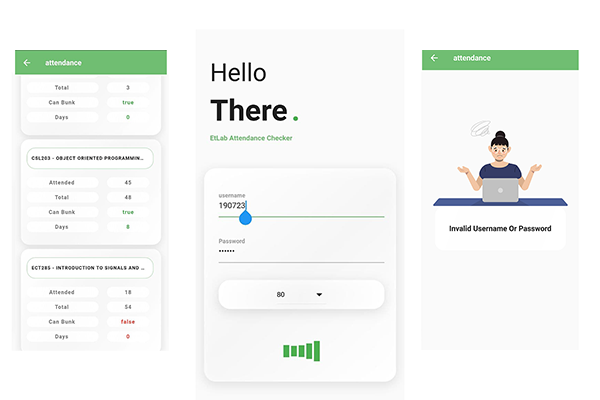 attendance
Total 3
Can Bunk true
Days 0
CSL203 - OBJECT ORIENTED PROGRAMMIN...
Attended 45
Total 48
Can Bunk true
Days 8
ECT285 - INTRODUCTION TO SIGNALS AND ...
Attended 18
Total 54
Can Bunk false
Days 0
Hello
There.
EtLab Attendance Checker
username
190723
Password
••••••
80
attendance
Invalid Username Or Password